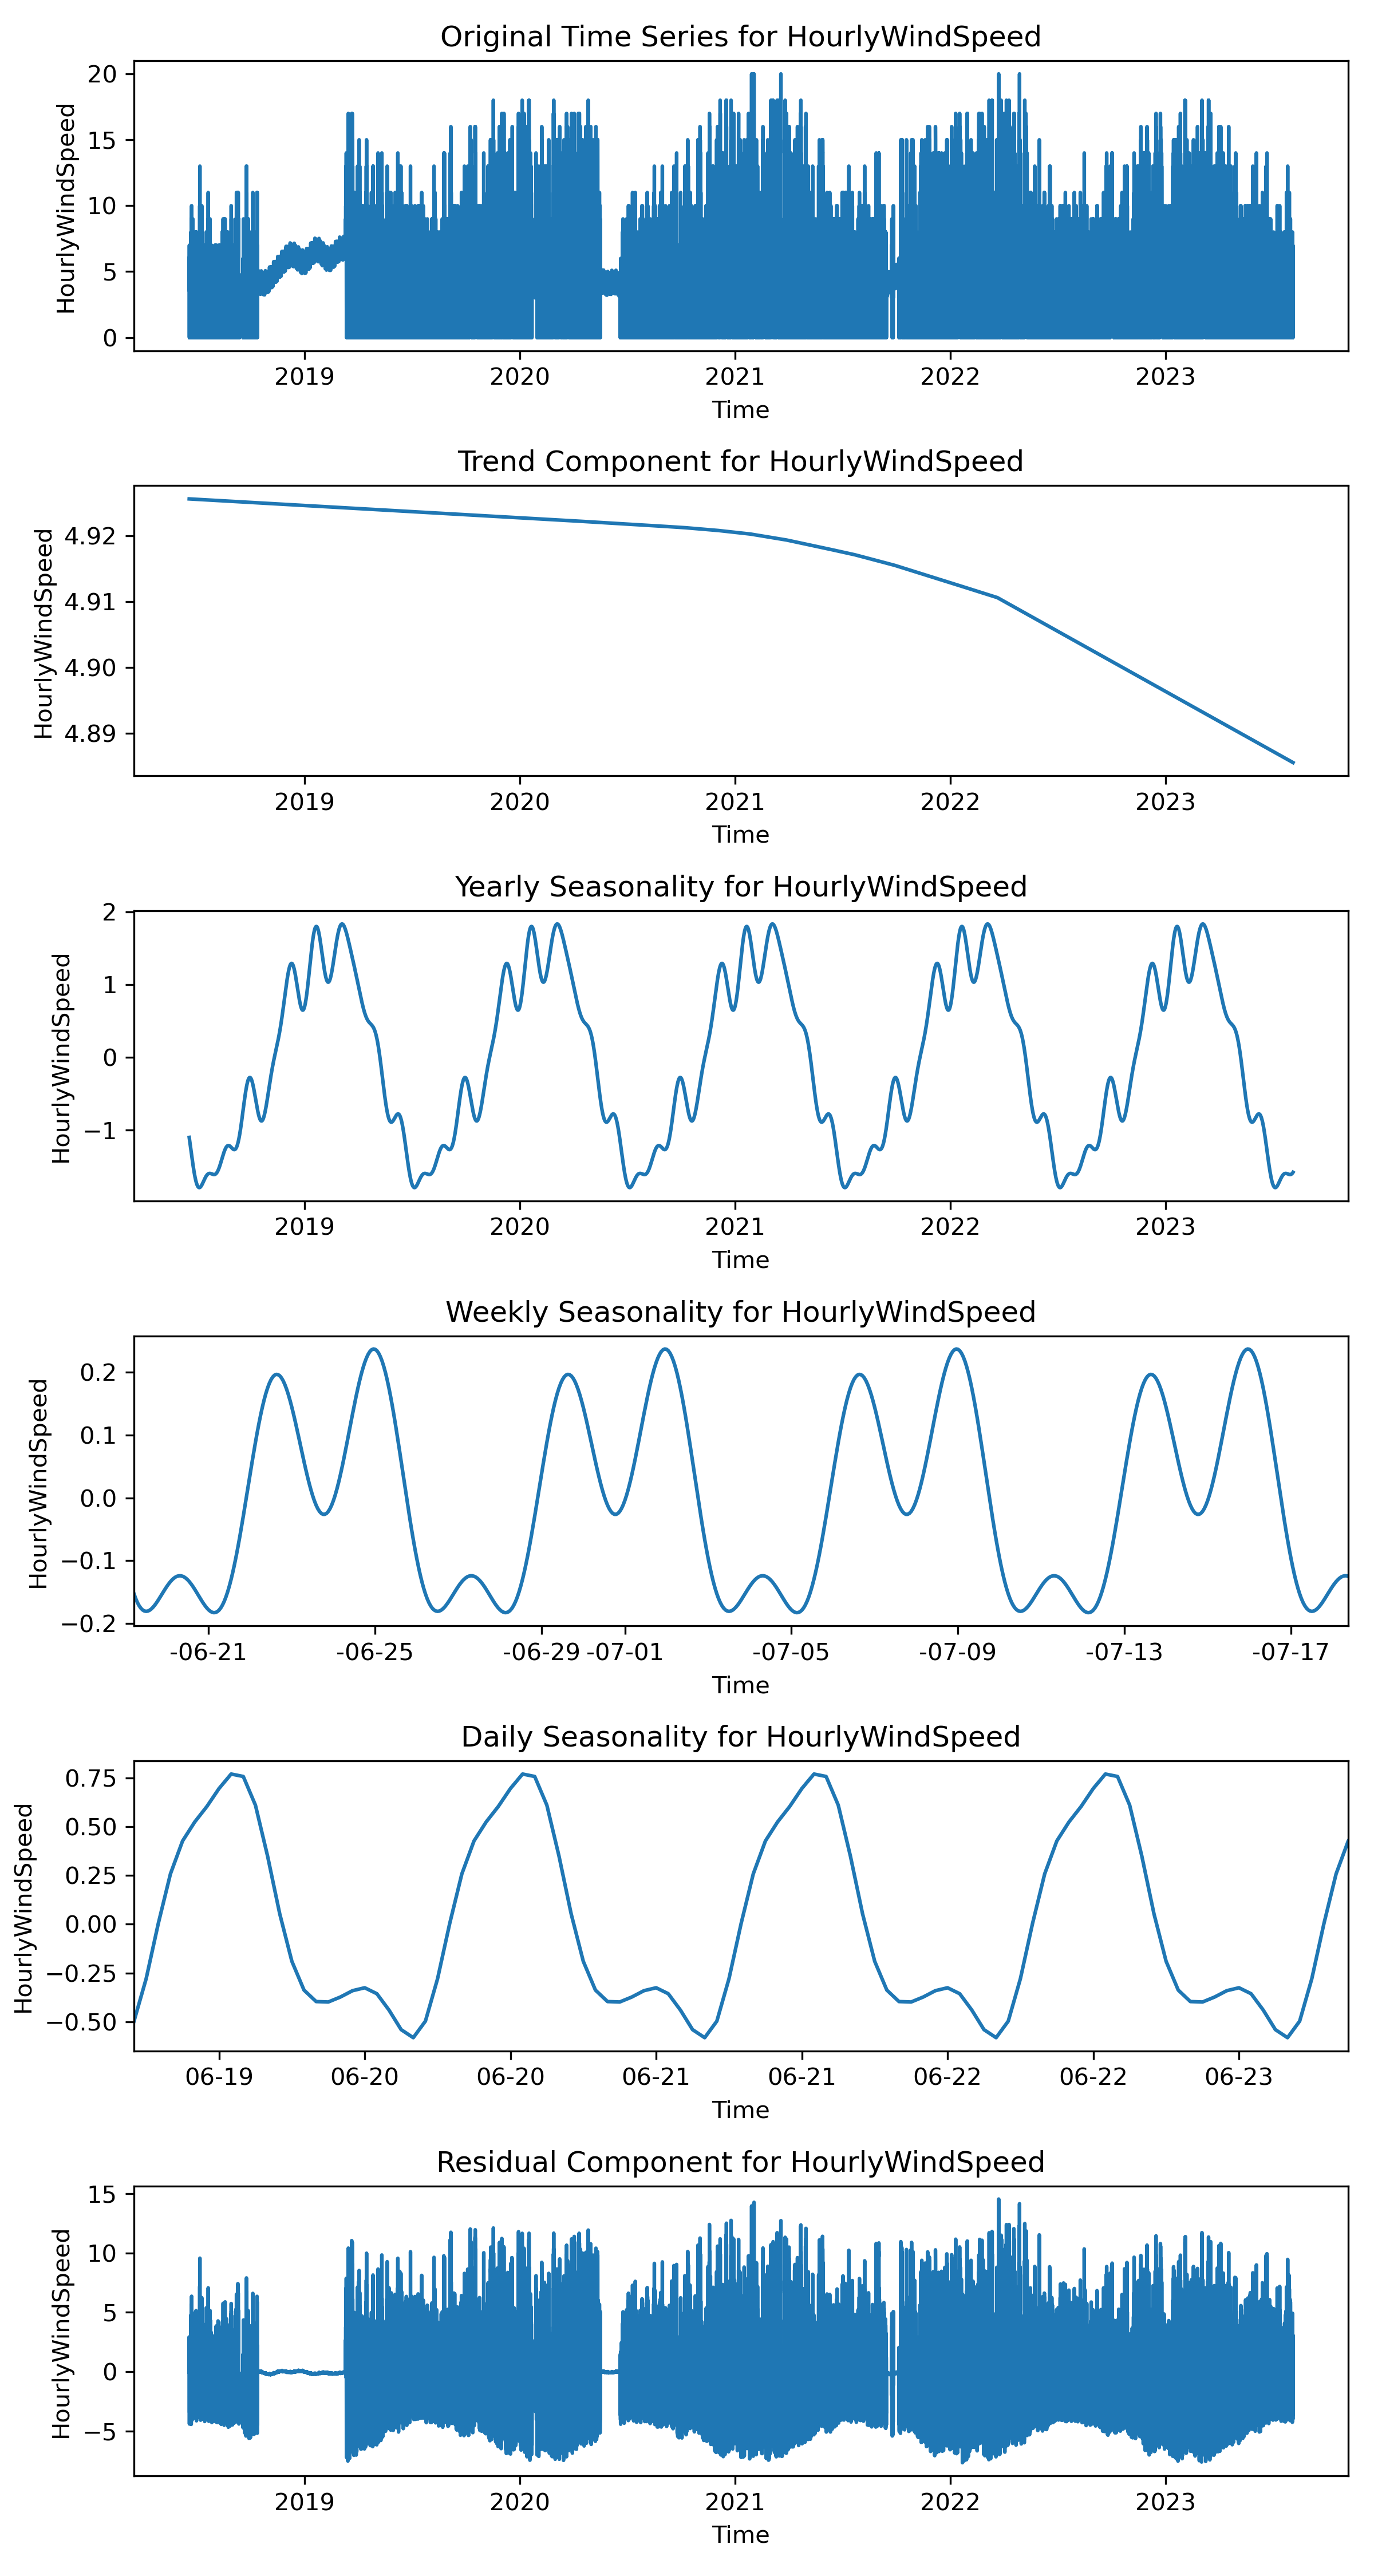 Original Time Series for HourlyWindSpeed
HourlyWindSpeed
20
15
10
5
0
2019 2020 2021 2022 2023
Time
Trend Component for HourlyWindSpeed
HourlyWindSpeed
4.92
4.91
4.90
4.89
2019 2020 2021 2022 2023
Time
Yearly Seasonality for HourlyWindSpeed
HourlyWindSpeed
2
1
0
−1
2019 2020 2021 2022 2023
Time
Weekly Seasonality for HourlyWindSpeed
HourlyWindSpeed
0.2
0.1
0.0
−0.1
−0.2
-06-21 -06-25 -06-29 -07-01 -07-05 -07-09 -07-13 -07-17
Time
Daily Seasonality for HourlyWindSpeed
HourlyWindSpeed
0.75
0.50
0.25
0.00
−0.25
−0.50
06-19 06-20 06-20 06-21 06-21 06-22 06-22 06-23
Time
Residual Component for HourlyWindSpeed
HourlyWindSpeed
15
10
5
0
−5
2019 2020 2021 2022 2023
Time